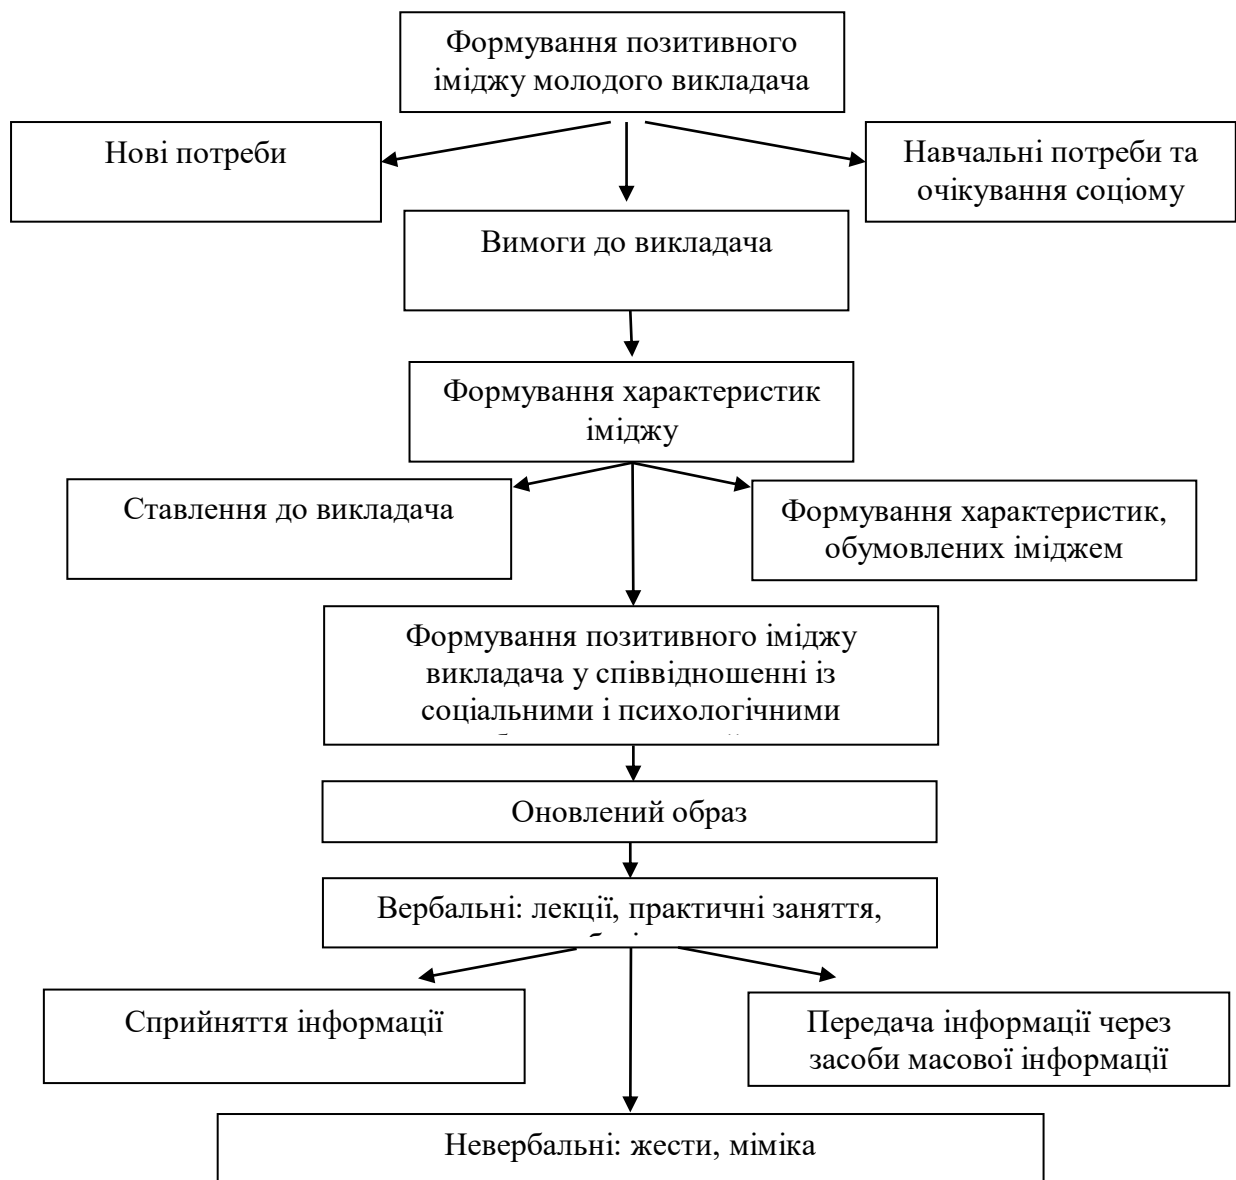 Формування позитивного
іміджу молодого викладача
Нові потреби
Навчальні потреби та
очікування соціому
Вимоги до викладача
Формування характеристик
іміджу
Ставлення до викладача
Формування характеристик,
обумовлених іміджем
Формування позитивного іміджу
викладача у співвідношенні із
соціальними і психологічними
Оновлений образ
Вербальні: лекції, практичні заняття,
Сприйняття інформації
Передача інформації через
засоби масової інформації
Невербальні: жести, міміка